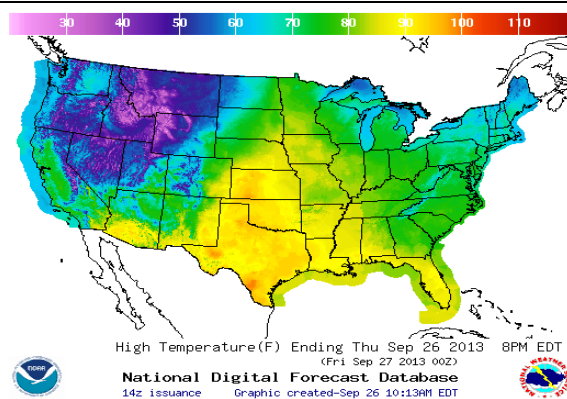 30 40 50 60 70 80 90 100 110
High Temperature(F) Ending Thu Sep 26 2013 8PM EDT
(Fri Sep 27 2013 00Z)
National Digital Forecast Database
14z issuance Graphic created-Sep 26 10:13AM EDT
NOAA